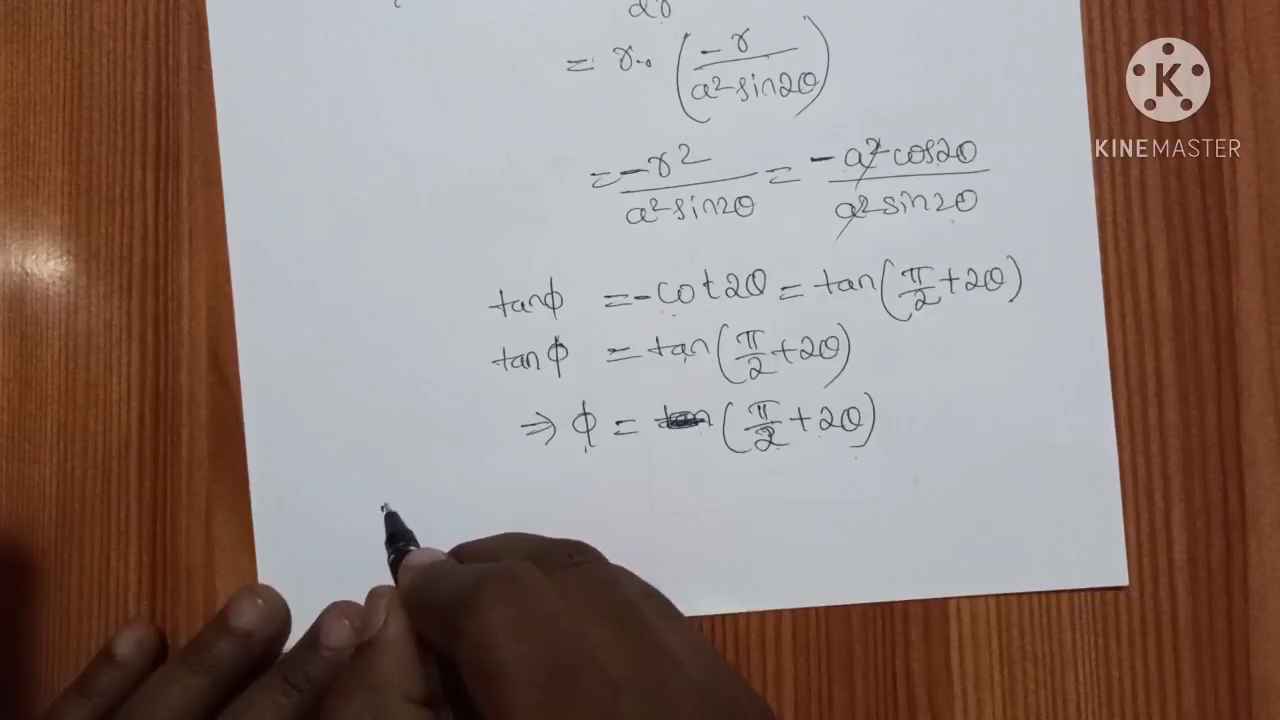 dθ
= r. (-r / a² sin2θ)
= -r² / a² sin2θ = -a² cos2θ / a² sin2θ
tanϕ = -cot2θ = tan(π/2 + 2θ)
tanϕ = tan(π/2 + 2θ)
⇒ ϕ = (π/2 + 2θ)
K
KINEMASTER